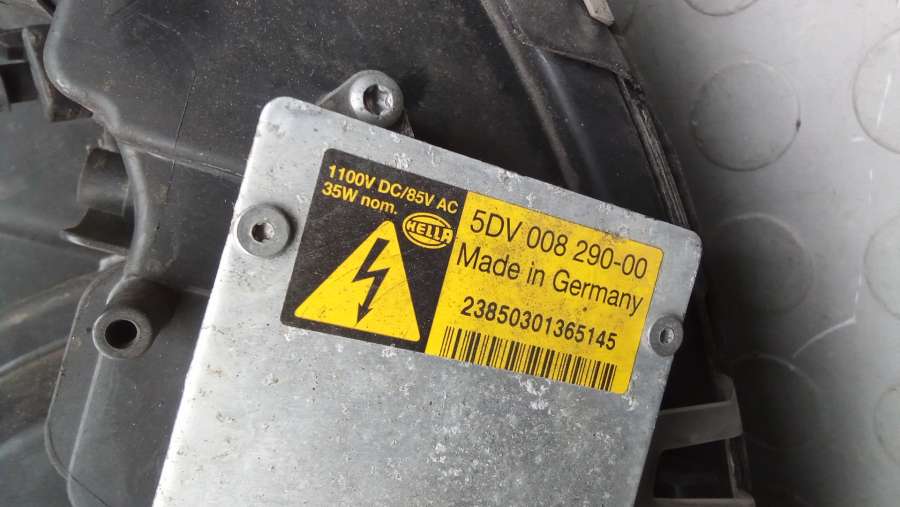 1100V DC/85V AC
35W nom.
HELLA
5DV 008 290-00
Made in Germany
23850301365145